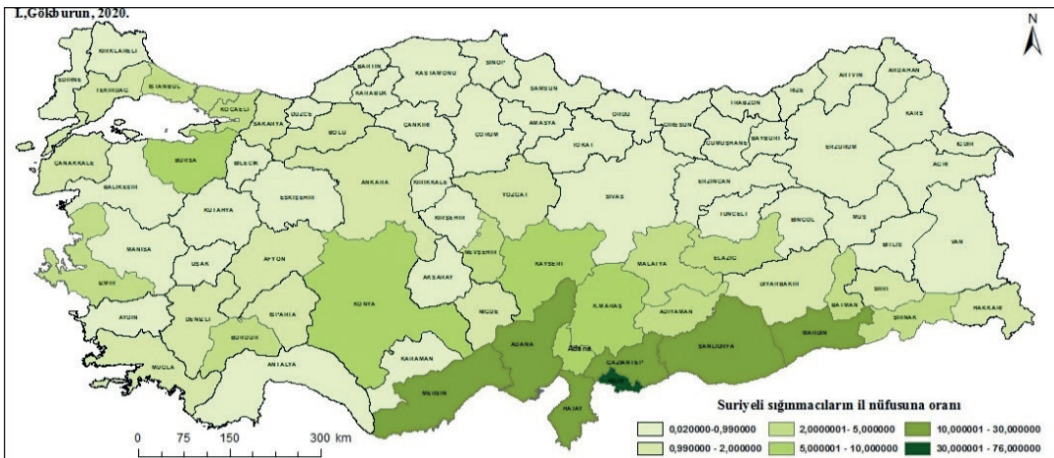 İ.,Gökburun, 2020.
N
KIRKLARELİ
EDİRNE
TEKİRDAĞ
İSTANBUL
KOCAELİ
SAKARYA
DÜZCE
BOLU
BARTIN
KARABÜK
KASTAMONU
SİNOP
SAMSUN
ÇANKIRI
ÇORUM
AMASYA
TOKAT
ORDU
GİRESUN
TRABZON
RİZE
ARTVİN
ARDAHAN
KARS
GÜMÜŞHANE
BAYBURT
ERZURUM
IĞDIR
AĞRI
ÇANAKKALE
BALIKESİR
BURSA
BİLECİK
ESKİŞEHİR
ANKARA
KIRIKKALE
YOZGAT
SİVAS
ERZİNCAN
TUNCELİ
BİNGÖL
MUŞ
BİTLİS
VAN
KÜTAHYA
MANİSA
UŞAK
AFYON
KIRŞEHİR
NEVŞEHİR
KAYSERİ
MALATYA
ELAZIĞ
DİYARBAKIR
BATMAN
SİİRT
ŞIRNAK
HAKKARİ
İZMİR
AYDIN
DENİZLİ
ISPARTA
BURDUR
KONYA
AKSARAY
NİĞDE
K.MARAŞ
ADIYAMAN
MUĞLA
ANTALYA
KARAMAN
MERSİN
ADANA
Adana
GAZİANTEP
ŞANLIURFA
MARDİN
HATAY
0 75 150 300 km
Suriyeli sığınmacıların il nüfusuna oranı
0,020000-0,990000
2,0000001- 5,000000
10,000001 - 30,000000
0,990000 - 2,000000
5,000001 - 10,000000
30,000001 - 76,000000